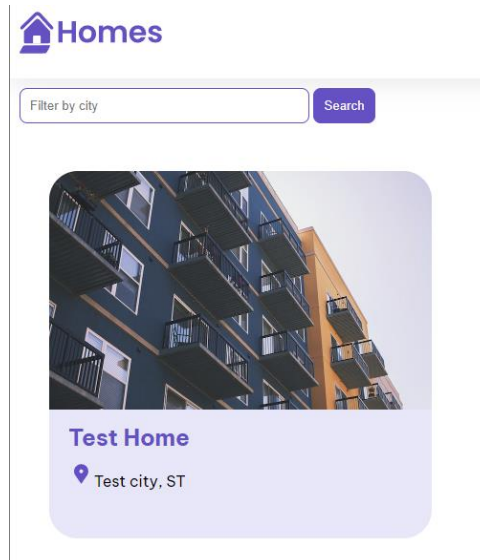 Homes
Filter by city
Search
Test Home
Test city, ST